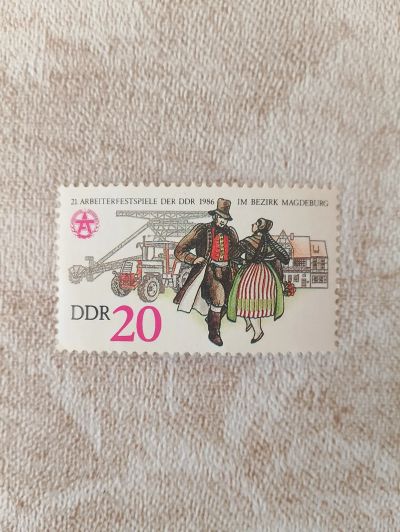 21. ARBEITERFESTSPIELE DER DDR 1986 IM BEZIRK MAGDEBURG
A
DDR 20